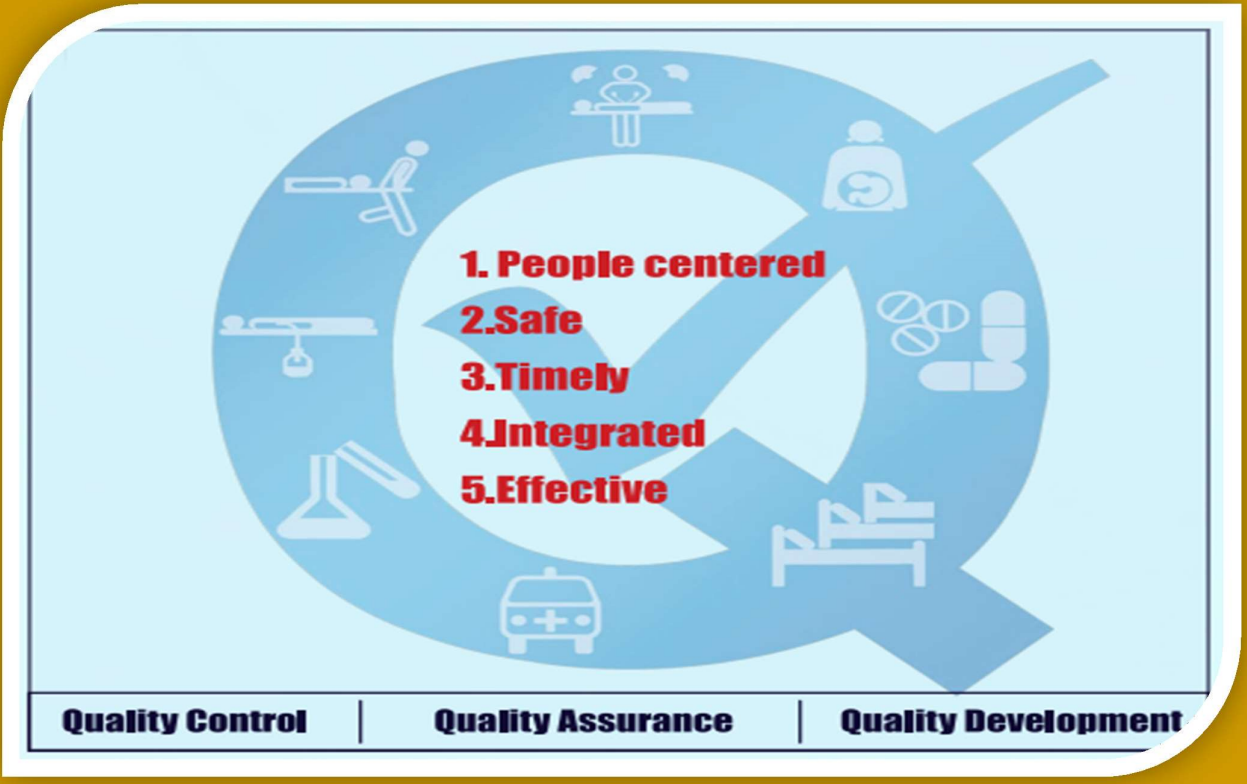 1. People centered
2.Safe
3.Timely
4.Integrated
5.Effective
Quality Control | Quality Assurance | Quality Development